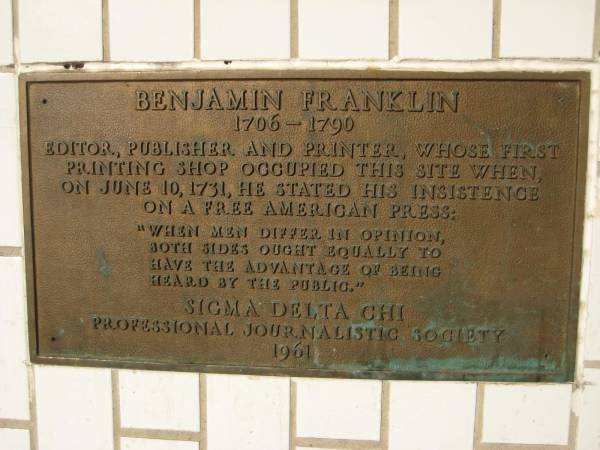 BENJAMIN FRANKLIN
1706-1790
EDITOR, PUBLISHER AND PRINTER, WHOSE FIRST
PRINTING SHOP OCCUPIED THIS SITE WHEN,
ON JUNE 10, 1731, HE STATED HIS INSISTENCE
ON A FREE AMERICAN PRESS:
"WHEN MEN DIFFER IN OPINION,
BOTH SIDES OUGHT EQUALLY TO
HAVE THE ADVANTAGE OF BEING
HEARD BY THE PUBLIC."
SIGMA DELTA CHI
PROFESSIONAL JOURNALISTIC SOCIETY
1961